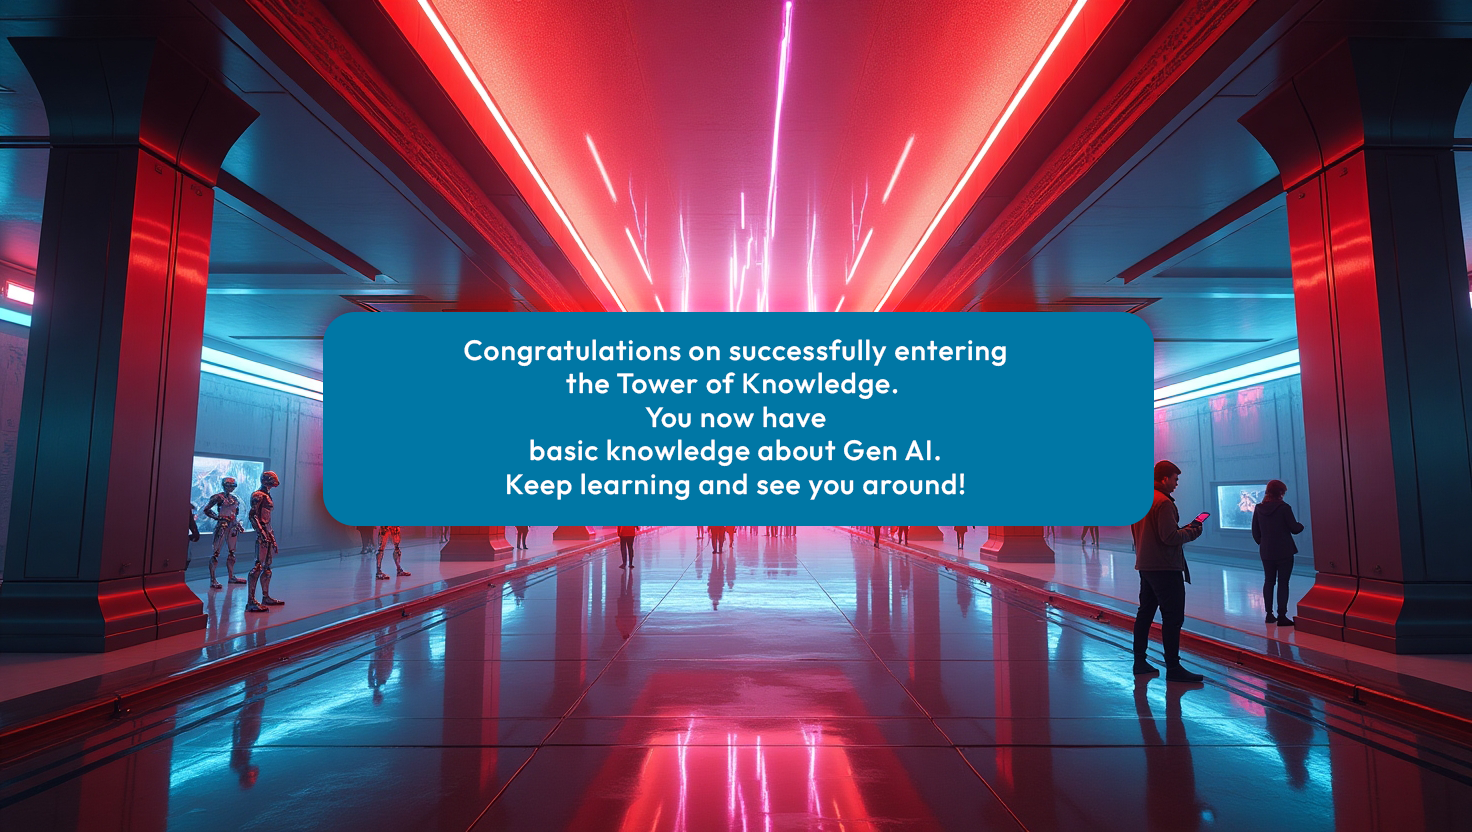 Congratulations on successfully entering
the Tower of Knowledge.
You now have
basic knowledge about Gen AI.
Keep learning and see you around!